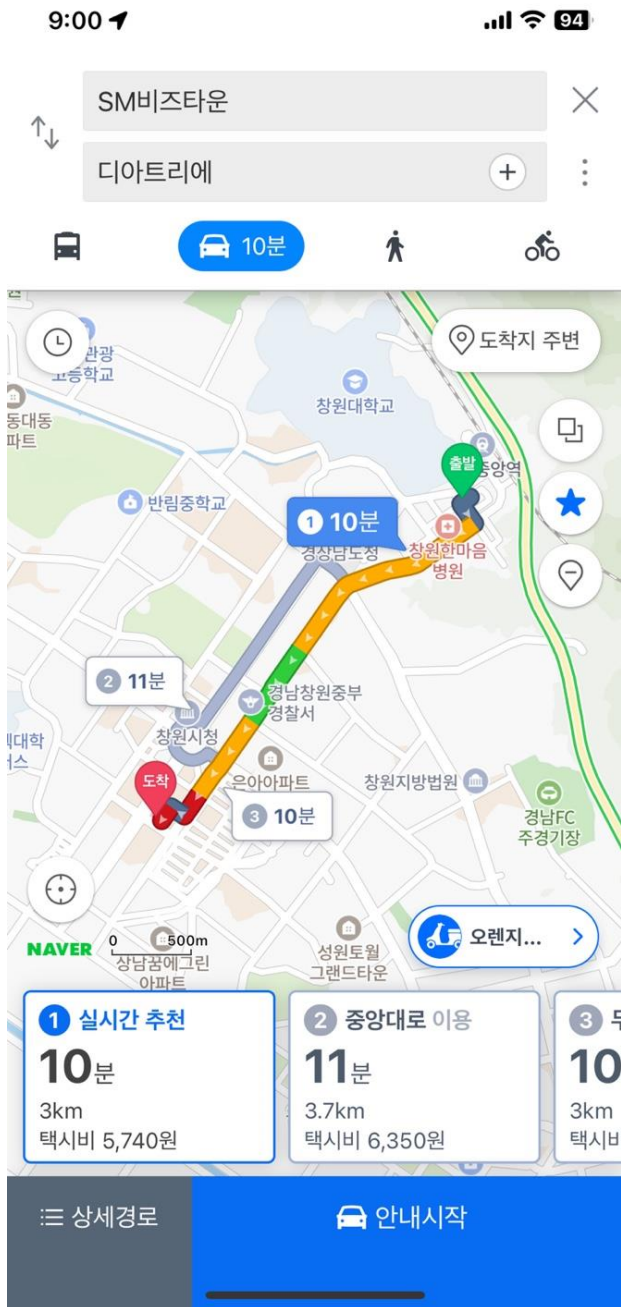 9:00
94
SM비즈타운
디아트리에
10분
관광
고등학교
도착지 주변
동대동
파트
창원대학교
출발
중앙역
반림중학교
1 10분
경상남도청
창원한마음
병원
2 11분
경남창원중부
경찰서
창원시청
대학
도착
은아아파트
창원지방법원
3 10분
경남FC
주경기장
NAVER
0 500m
상남꿈에그린
아파트
성원토월
그랜드타운
오렌지...
1 실시간 추천
10분
3km
택시비 5,740원
2 중앙대로 이용
11분
3.7km
택시비 6,350원
3
10
3km
택시비
상세경로
안내시작